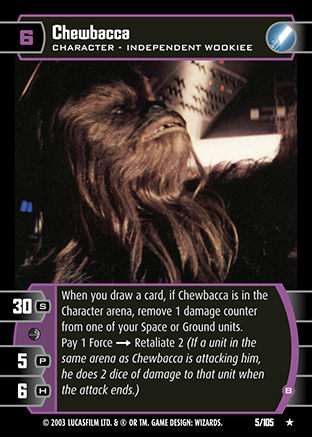 6 Chewbacca
CHARACTER - INDEPENDENT WOOKIEE
30 S
5 P
6 H
When you draw a card, if Chewbacca is in the
Character arena, remove 1 damage counter
from one of your Space or Ground units.
Pay 1 Force → Retaliate 2 (If a unit in the
same arena as Chewbacca is attacking him,
he does 2 dice of damage to that unit when
the attack ends.)
B
© 2003 LUCASFILM LTD. & ® OR TM. GAME DESIGN: WIZARDS. 5/105 ★